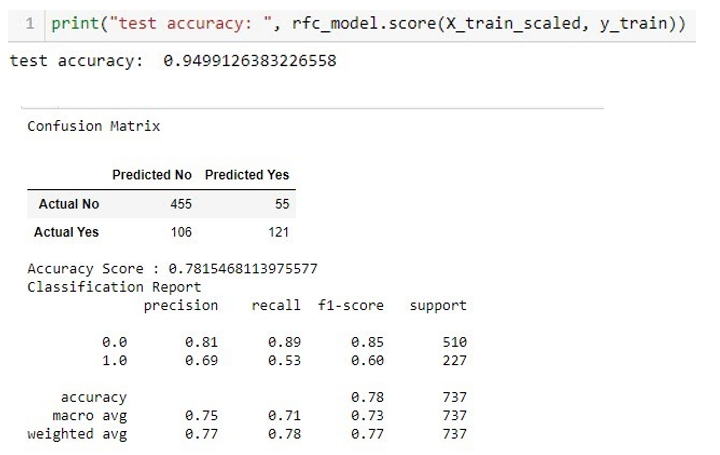 1 print("test accuracy: ", rfc_model.score(X_train_scaled, y_train))
test accuracy:  0.9499126383226558
Confusion Matrix
Predicted No Predicted Yes
Actual No 455 55
Actual Yes 106 121
Accuracy Score : 0.7815468113975577
Classification Report
precision recall f1-score support
0.0 0.81 0.89 0.85 510
1.0 0.69 0.53 0.60 227
accuracy 0.78 737
macro avg 0.75 0.71 0.73 737
weighted avg 0.77 0.78 0.77 737